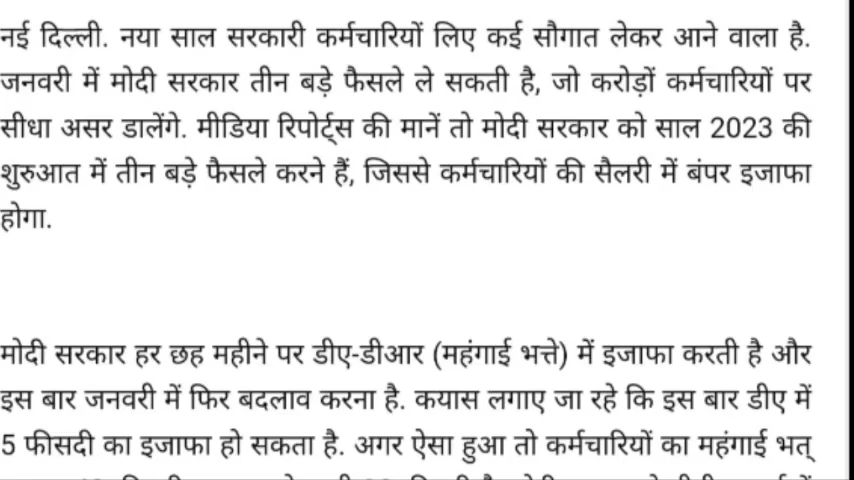 नई दिल्ली. नया साल सरकारी कर्मचारियों लिए कई सौगात लेकर आने वाला है.
जनवरी में मोदी सरकार तीन बड़े फैसले ले सकती है, जो करोड़ों कर्मचारियों पर
सीधा असर डालेंगे. मीडिया रिपोर्ट्स की मानें तो मोदी सरकार को साल 2023 की
शुरुआत में तीन बड़े फैसले करने हैं, जिससे कर्मचारियों की सैलरी में बंपर इजाफा
होगा.
मोदी सरकार हर छह महीने पर डीए-डीआर (महंगाई भत्ते) में इजाफा करती है और
इस बार जनवरी में फिर बदलाव करना है. कयास लगाए जा रहे कि इस बार डीए में
5 फीसदी का इजाफा हो सकता है. अगर ऐसा हुआ तो कर्मचारियों का महंगाई भत्